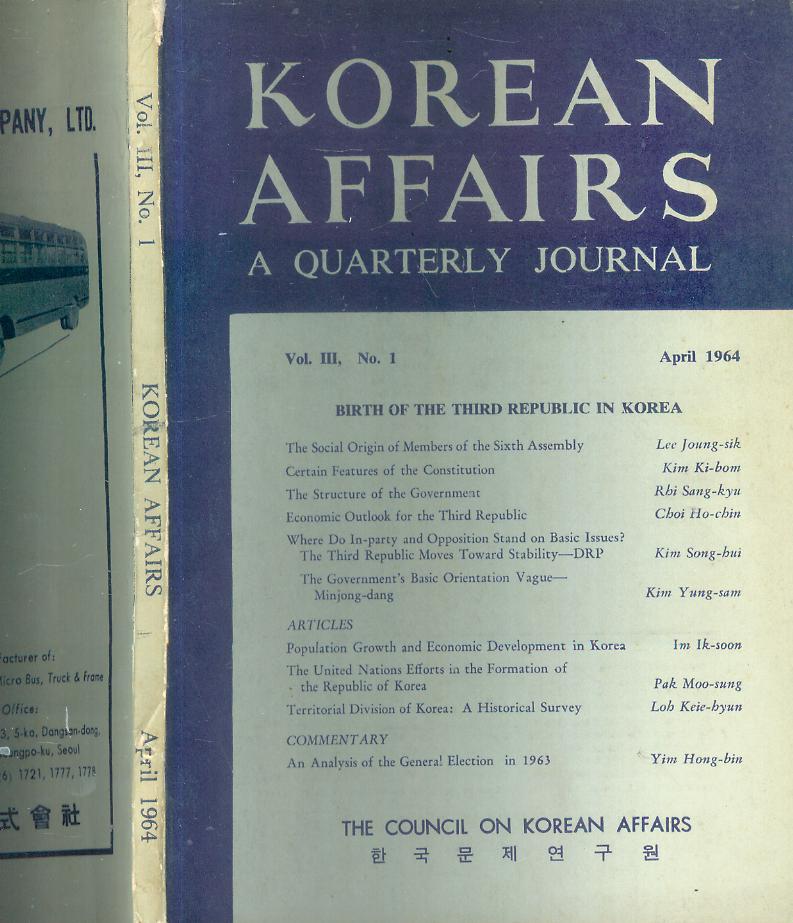 PANY, LTD.
acturer of:
icro Bus, Truck & Frame
Office:
3, 5-ka, Dangsan-dong,
ungpo-ku, Seoul
6) 1721, 1777, 1778
式會社
Vol. III, No. 1
KOREAN AFFAIRS
April 1964
KOREAN
AFFAIRS
A QUARTERLY JOURNAL
Vol. III, No. 1 April 1964
BIRTH OF THE THIRD REPUBLIC IN KOREA
The Social Origin of Members of the Sixth Assembly Lee Joung-sik
Certain Features of the Constitution Kim Ki-bom
The Structure of the Government Rhi Sang-kyu
Economic Outlook for the Third Republic Choi Ho-chin
Where Do In-party and Opposition Stand on Basic Issues?
The Third Republic Moves Toward Stability—DRP Kim Song-hui
The Government's Basic Orientation Vague—
Minjong-dang Kim Yung-sam
ARTICLES
Population Growth and Economic Development in Korea Im Ik-soon
The United Nations Efforts in the Formation of
the Republic of Korea Pak Moo-sung
Territorial Division of Korea: A Historical Survey Loh Keie-hyun
COMMENTARY
An Analysis of the General Election in 1963 Yim Hong-bin
THE COUNCIL ON KOREAN AFFAIRS
한국문제연구원